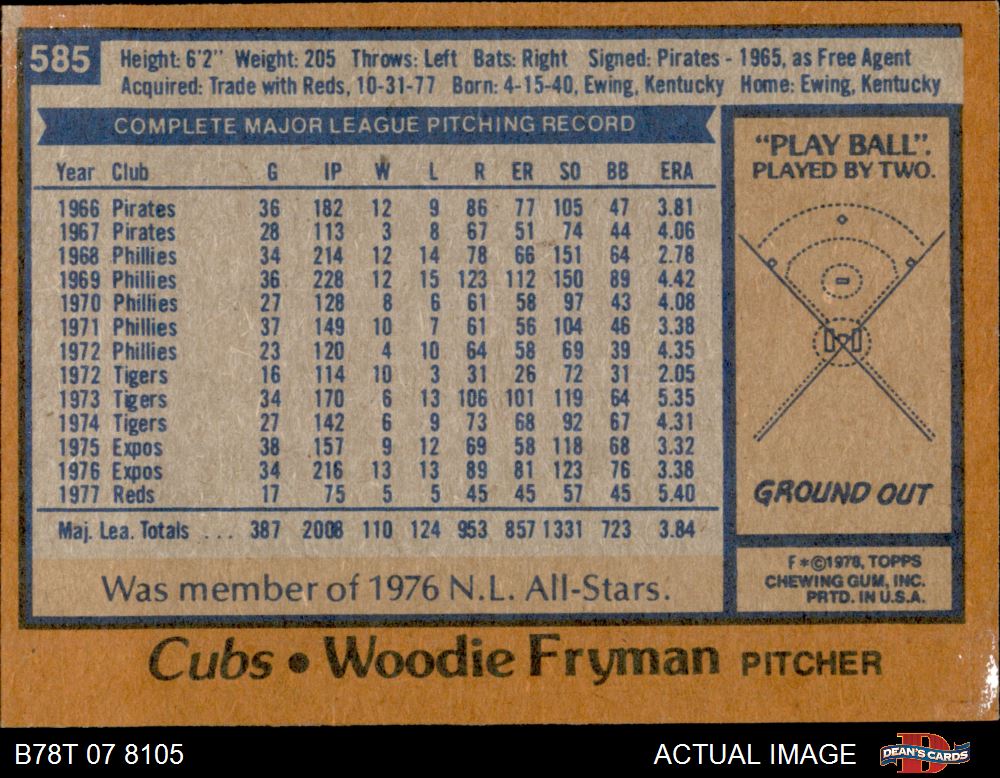 585
Height: 6'2" Weight: 205 Throws: Left Bats: Right Signed: Pirates - 1965, as Free Agent
Acquired: Trade with Reds, 10-31-77 Born: 4-15-40, Ewing, Kentucky Home: Ewing, Kentucky
COMPLETE MAJOR LEAGUE PITCHING RECORD
Year Club G IP W L R ER SO BB ERA
1966 Pirates 36 182 12 9 86 77 105 47 3.81
1967 Pirates 28 113 3 8 67 51 74 44 4.06
1968 Phillies 34 214 12 14 78 66 151 64 2.78
1969 Phillies 36 228 12 15 123 112 150 89 4.42
1970 Phillies 27 128 8 6 61 58 97 43 4.08
1971 Phillies 37 149 10 7 61 56 104 46 3.38
1972 Phillies 23 120 4 10 64 58 69 39 4.35
1972 Tigers 16 114 10 3 31 26 72 31 2.05
1973 Tigers 34 170 6 13 106 101 119 64 5.35
1974 Tigers 27 142 6 9 73 68 92 67 4.31
1975 Expos 38 157 9 12 69 58 118 68 3.32
1976 Expos 34 216 13 13 89 81 123 76 3.38
1977 Reds 17 75 5 5 45 45 57 45 5.40
Maj. Lea. Totals ... 387 2008 110 124 953 857 1331 723 3.84
Was member of 1976 N.L. All-Stars.
"PLAY BALL".
PLAYED BY TWO.
GROUND OUT
F*©1978, TOPPS
CHEWING GUM, INC.
PRTD. IN U.S.A.
Cubs • Woodie Fryman PITCHER
B78T 07 8105
ACTUAL IMAGE
DEAN'S CARDS